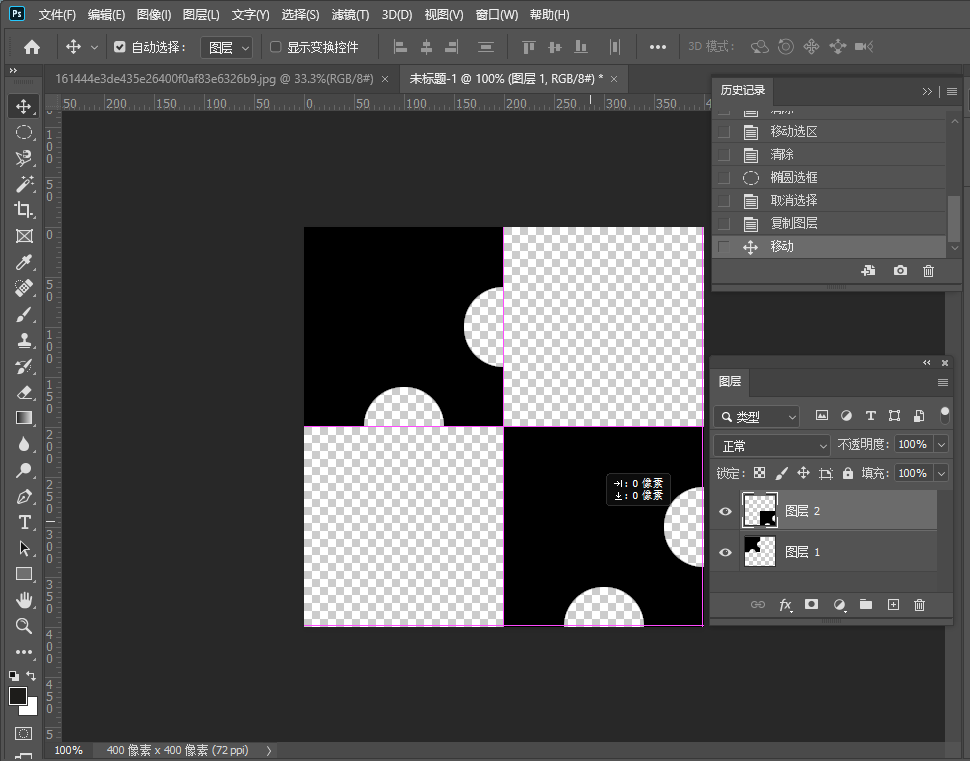 Ps 文件(F) 编辑(E) 图像(I) 图层(L) 文字(Y) 选择(S) 滤镜(T) 3D(D) 视图(V) 窗口(W) 帮助(H)
自动选择: 图层 显示变换控件 3D 模式:
161444e3de435e26400f0af83e6326b9.jpg @ 33.3%(RGB/8#) × 未标题-1 @ 100% (图层 1, RGB/8#) * ×
50 200 150 100 50 0 50 100 150 200 250 300 350 4
历史记录
移动选区
清除
椭圆选框
取消选择
复制图层
移动
0 像素
0 像素
图层
类型
正常 不透明度: 100%
锁定: 填充: 100%
图层 2
图层 1
fx
100% 400 像素 x 400 像素 (72 ppi)